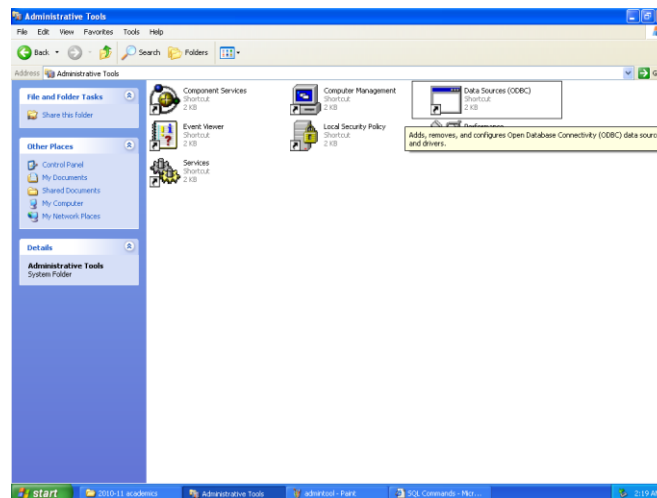 Administrative Tools
File Edit View Favorites Tools Help
Back Search Folders
Address Administrative Tools
File and Folder Tasks
Share this folder
Other Places
Control Panel
My Documents
Shared Documents
My Computer
My Network Places
Details
Administrative Tools
System Folder
Component Services
Shortcut
2 KB
Computer Management
Shortcut
2 KB
Data Sources (ODBC)
Shortcut
2 KB
Event Viewer
Shortcut
2 KB
Local Security Policy
Shortcut
2 KB
Adds, removes, and configures Open Database Connectivity (ODBC) data sourc
and drivers.
Services
Shortcut
2 KB
start 2010-11 academics Administrative Tools admintool - Paint SQL Commands - Micr... 2:19 AM